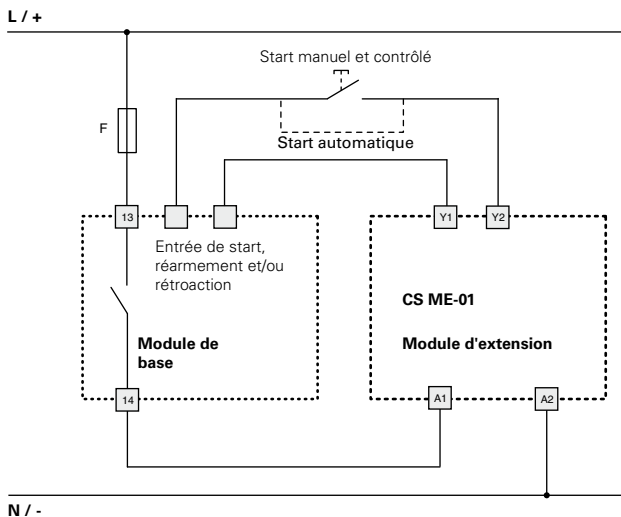 L / +
Start manuel et contrôlé
F
Start automatique
13
Y1
Y2
Entrée de start,
réarmement et/ou
rétroaction
CS ME-01
Module de
base
Module d'extension
14
A1
A2
N / -